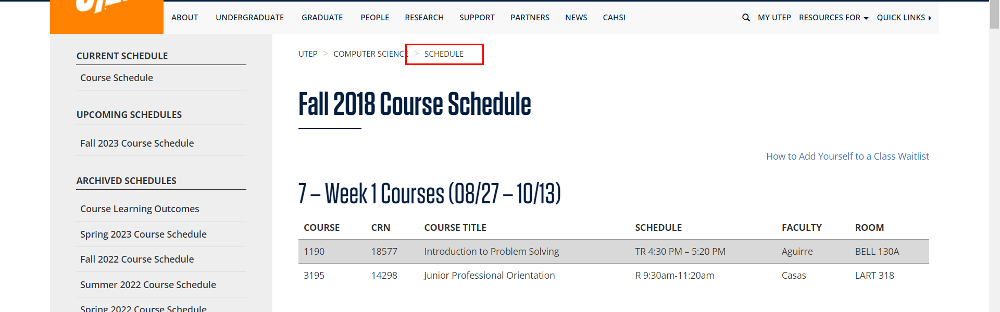 ABOUT UNDERGRADUATE GRADUATE PEOPLE RESEARCH SUPPORT PARTNERS NEWS CAHSI MY UTEP RESOURCES FOR QUICK LINKS
CURRENT SCHEDULE
Course Schedule
UPCOMING SCHEDULES
Fall 2023 Course Schedule
ARCHIVED SCHEDULES
Course Learning Outcomes
Spring 2023 Course Schedule
Fall 2022 Course Schedule
Summer 2022 Course Schedule
Spring 2022 Course Schedule
UTEP > COMPUTER SCIENCE > SCHEDULE
Fall 2018 Course Schedule
How to Add Yourself to a Class Waitlist
7 – Week 1 Courses (08/27 – 10/13)
COURSE CRN COURSE TITLE SCHEDULE FACULTY ROOM
1190 18577 Introduction to Problem Solving TR 4:30 PM – 5:20 PM Aguirre BELL 130A
3195 14298 Junior Professional Orientation R 9:30am-11:20am Casas LART 318